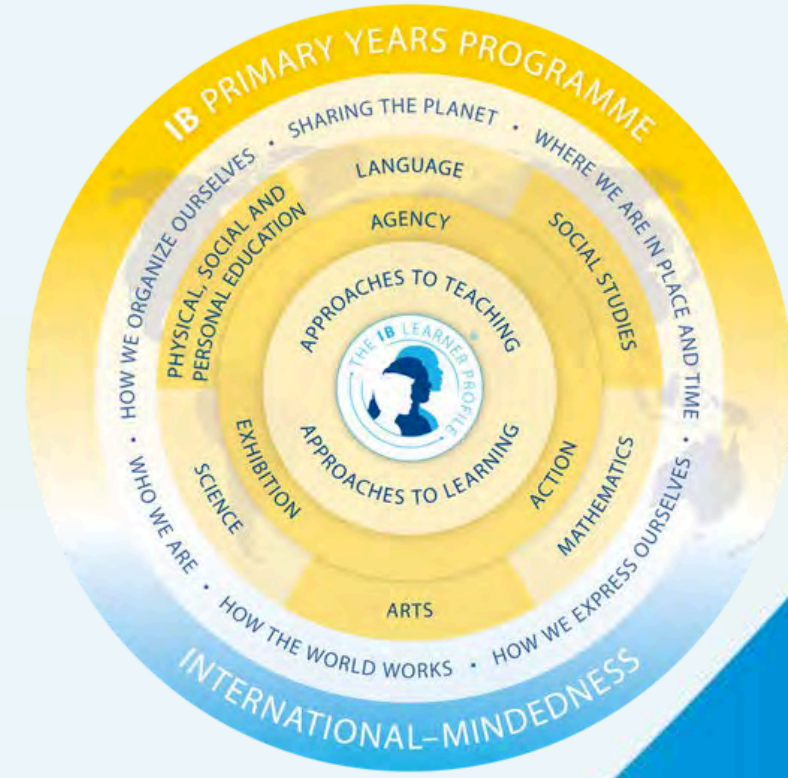 IB PRIMARY YEARS PROGRAMME
SHARING THE PLANET • WHERE WE ARE IN PLACE AND TIME • HOW WE EXPRESS OURSELVES • HOW THE WORLD WORKS • WHO WE ARE • HOW WE ORGANIZE OURSELVES •
LANGUAGE
SOCIAL STUDIES
MATHEMATICS
ARTS
SCIENCE
PHYSICAL, SOCIAL AND
PERSONAL EDUCATION
AGENCY
ACTION
EXHIBITION
APPROACHES TO TEACHING
THE IB LEARNER PROFILE
APPROACHES TO LEARNING
INTERNATIONAL–MINDEDNESS